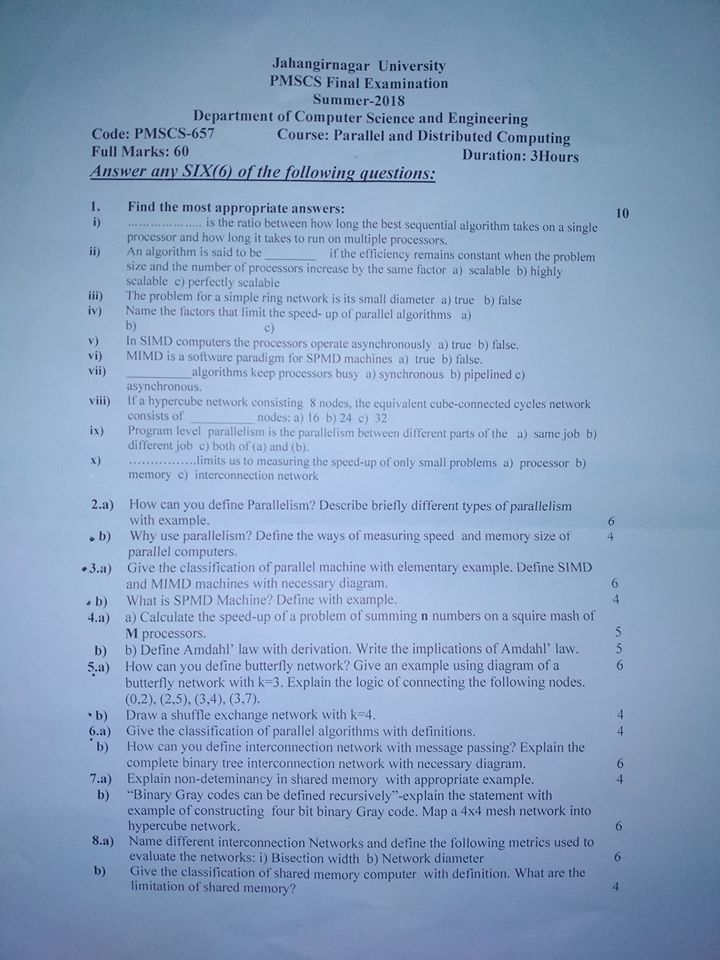 Jahangirnagar University
PMSCS Final Examination
Summer-2018
Department of Computer Science and Engineering
Code: PMSCS-657 Course: Parallel and Distributed Computing
Full Marks: 60 Duration: 3Hours
Answer any SIX(6) of the following questions:
1. Find the most appropriate answers: 10
i) .................... is the ratio between how long the best sequential algorithm takes on a single
processor and how long it takes to run on multiple processors.
ii) An algorithm is said to be ________ if the efficiency remains constant when the problem
size and the number of processors increase by the same factor a) scalable b) highly
scalable c) perfectly scalable
iii) The problem for a simple ring network is its small diameter a) true b) false
iv) Name the factors that limit the speed- up of parallel algorithms a)
b) c)
v) In SIMD computers the processors operate asynchronously a) true b) false.
vi) MIMD is a software paradigm for SPMD machines a) true b) false.
vii) __________algorithms keep processors busy a) synchronous b) pipelined c)
asynchronous.
viii) If a hypercube network consisting 8 nodes, the equivalent cube-connected cycles network
consists of __________ nodes: a) 16 b) 24 c) 32
ix) Program level parallelism is the parallelism between different parts of the a) same job b)
different job c) both of (a) and (b).
x) ................limits us to measuring the speed-up of only small problems a) processor b)
memory c) interconnection network
2.a) How can you define Parallelism? Describe briefly different types of parallelism
with example. 6
b) Why use parallelism? Define the ways of measuring speed and memory size of 4
parallel computers.
3.a) Give the classification of parallel machine with elementary example. Define SIMD
and MIMD machines with necessary diagram. 6
b) What is SPMD Machine? Define with example. 4
4.a) a) Calculate the speed-up of a problem of summing n numbers on a squire mash of
M processors. 5
b) b) Define Amdahl' law with derivation. Write the implications of Amdahl' law. 5
5.a) How can you define butterfly network? Give an example using diagram of a 6
butterfly network with k=3. Explain the logic of connecting the following nodes.
(0,2), (2,5), (3,4), (3,7).
b) Draw a shuffle exchange network with k=4. 4
6.a) Give the classification of parallel algorithms with definitions. 4
b) How can you define interconnection network with message passing? Explain the
complete binary tree interconnection network with necessary diagram. 6
7.a) Explain non-deteminancy in shared memory with appropriate example. 4
b) “Binary Gray codes can be defined recursively”-explain the statement with
example of constructing four bit binary Gray code. Map a 4x4 mesh network into
hypercube network. 6
8.a) Name different interconnection Networks and define the following metrics used to
evaluate the networks: i) Bisection width b) Network diameter 6
b) Give the classification of shared memory computer with definition. What are the
limitation of shared memory? 4